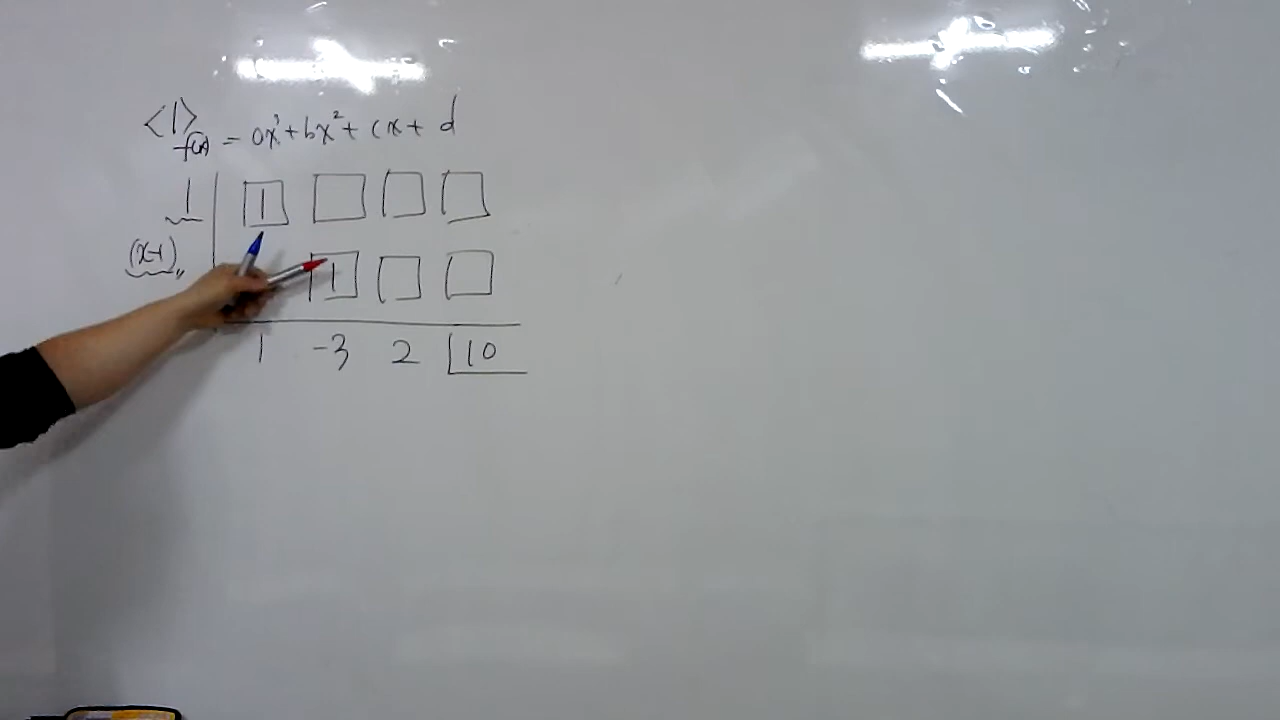 <1>
f(x) = ax³+bx²+cx+d
1 | 1
(x-1)
1
1 -3 2 10